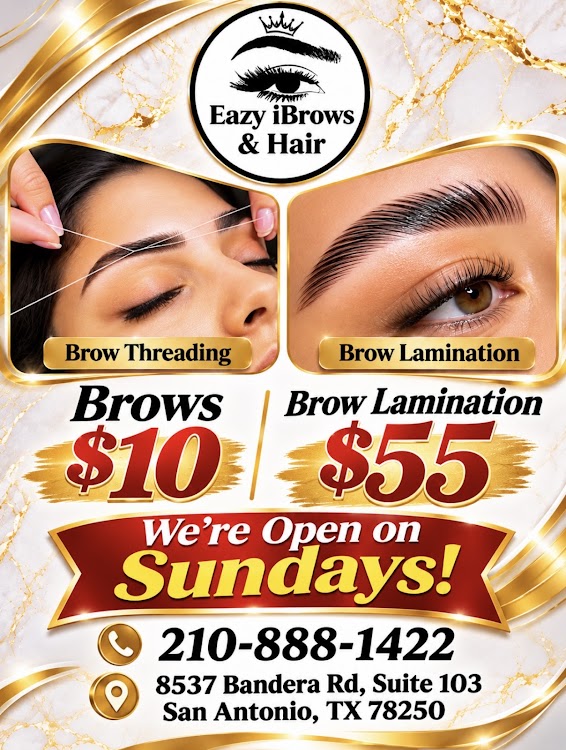 Eazy iBrows
& Hair
Brow Threading
Brow Lamination
Brows
$10
Brow Lamination
$55
We're Open on
Sundays!
210-888-1422
8537 Bandera Rd, Suite 103
San Antonio, TX 78250